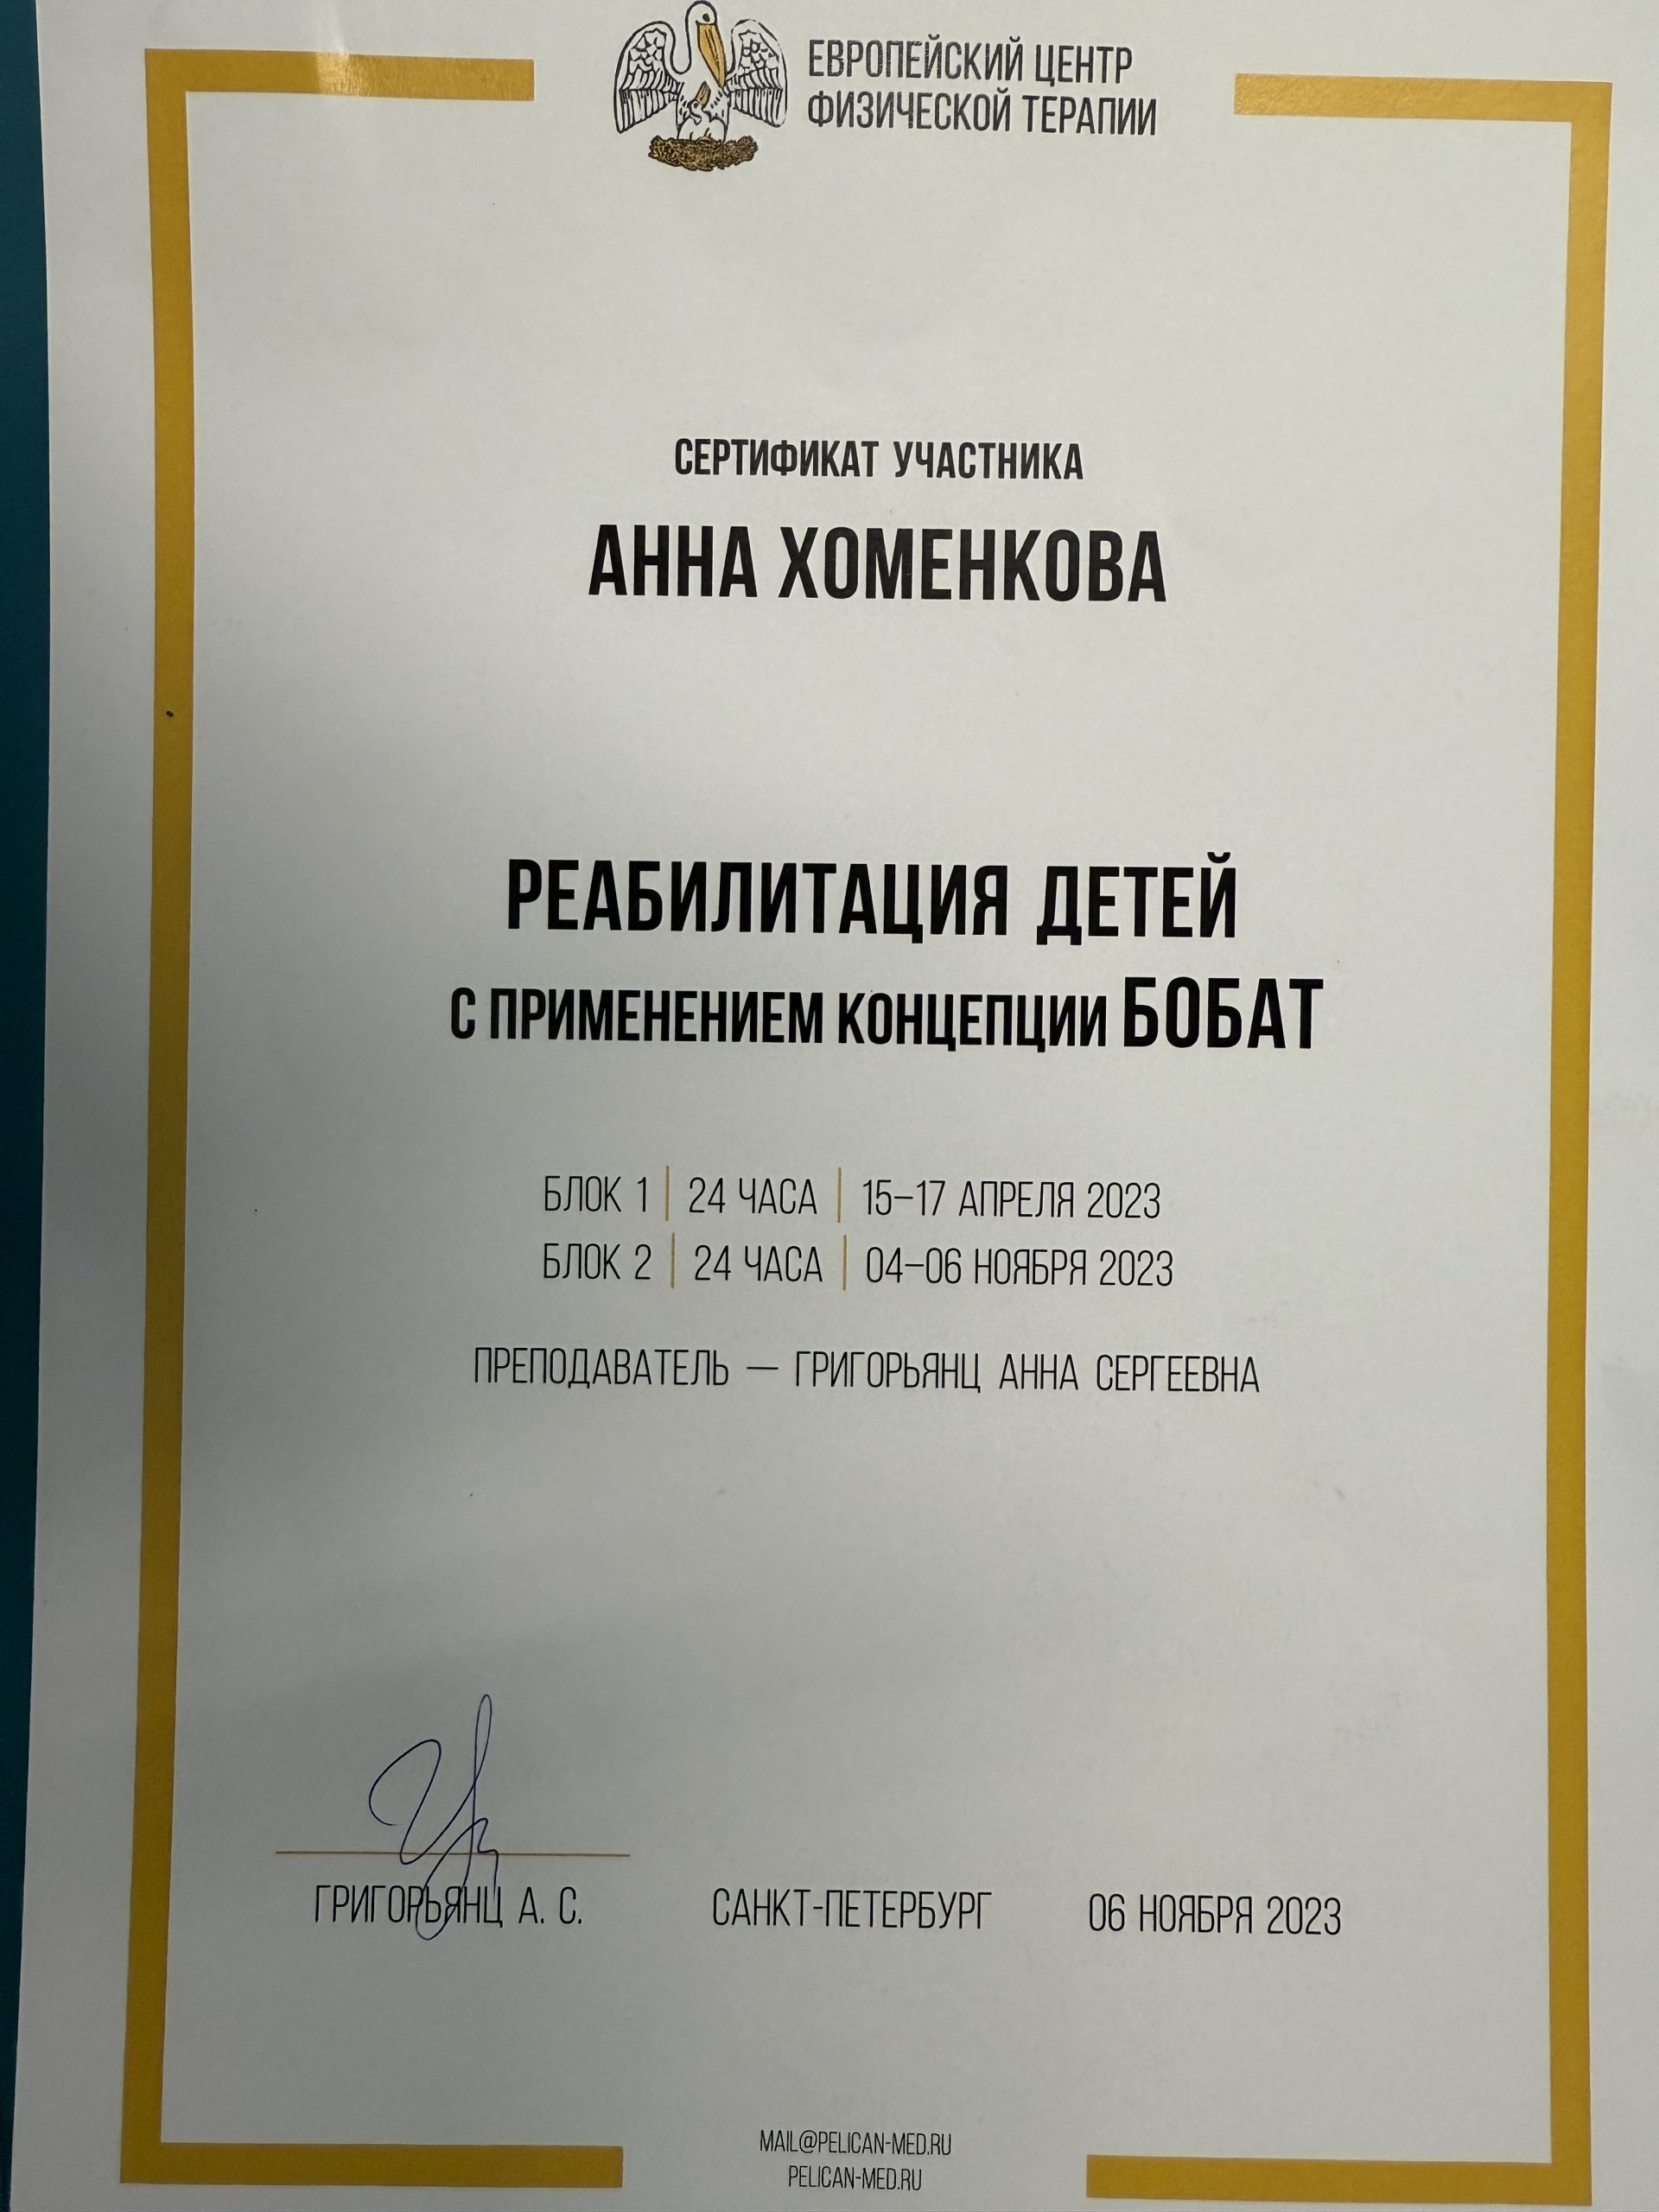 ЕВРОПЕЙСКИЙ ЦЕНТР
ФИЗИЧЕСКОЙ ТЕРАПИИ
СЕРТИФИКАТ УЧАСТНИКА
АННА ХОМЕНКОВА
РЕАБИЛИТАЦИЯ ДЕТЕЙ
С ПРИМЕНЕНИЕМ КОНЦЕПЦИИ БОБАТ
БЛОК 1 | 24 ЧАСА | 15–17 АПРЕЛЯ 2023
БЛОК 2 | 24 ЧАСА | 04–06 НОЯБРЯ 2023
ПРЕПОДАВАТЕЛЬ — ГРИГОРЬЯНЦ АННА СЕРГЕЕВНА
ГРИГОРЬЯНЦ А. С. САНКТ-ПЕТЕРБУРГ 06 НОЯБРЯ 2023
MAIL@PELICAN-MED.RU
PELICAN-MED.RU